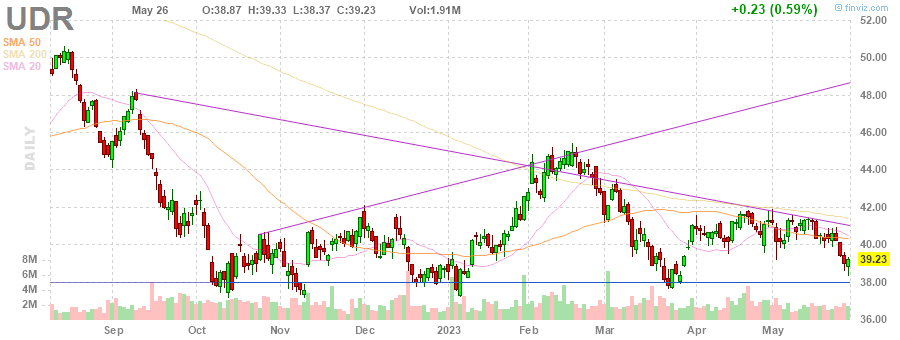 UDR May 26 O:38.87 H:39.33 L:38.37 C:39.23 Vol:1.91M +0.23 (0.59%) finviz.com
SMA 50
SMA 200
SMA 20
DAILY
52.00
50.00
48.00
46.00
44.00
42.00
40.00
39.23
38.00
36.00
8M
6M
4M
2M
Sep Oct Nov Dec 2023 Feb Mar Apr May